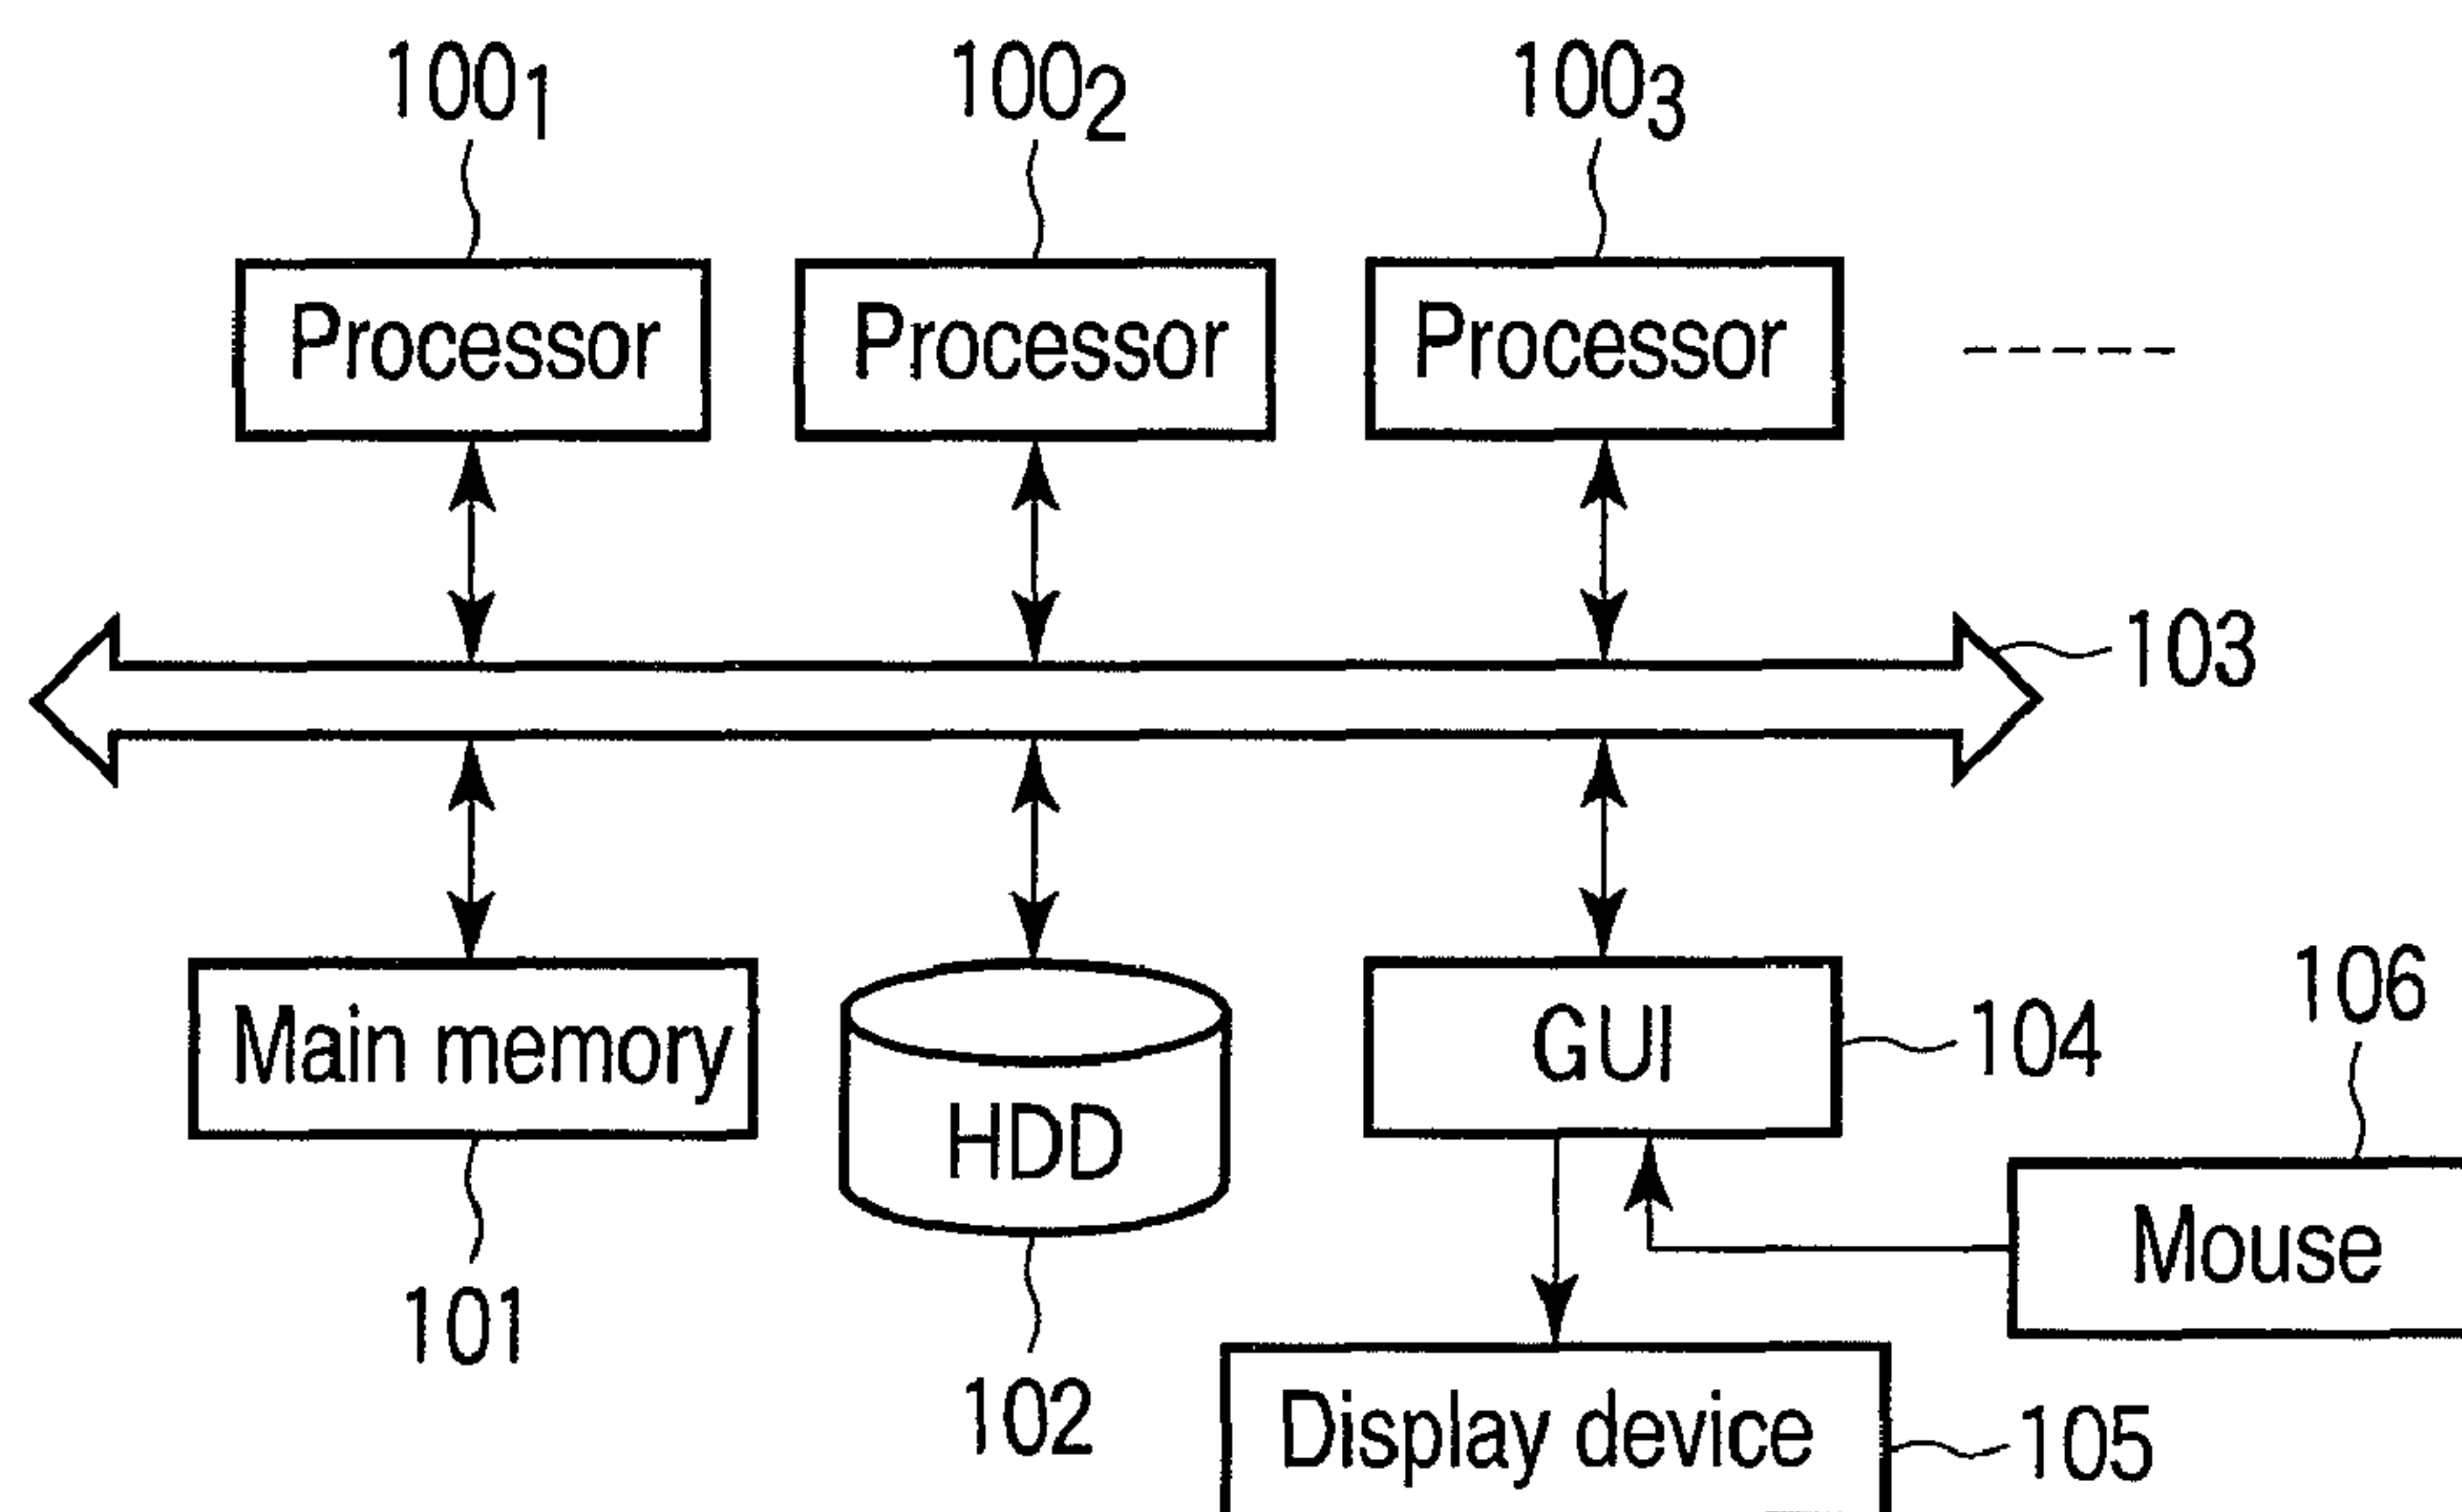 100₁
100₂
100₃
Processor
Processor
Processor
103
Main memory
HDD
GUI
104
106
Mouse
101
102
Display device
105